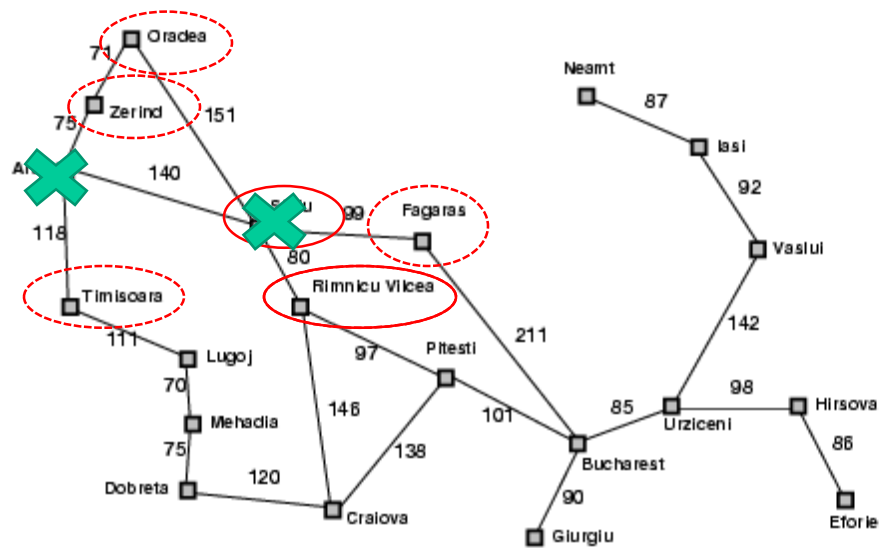 Oradea
71
Neamt
87
Zerind
151
75
Iasi
140
92
99
Fagaras
118
80
Vaslui
Rimnicu Vilcea
Timisoara
142
111
211
Lugoj
97
Pitesti
70
98
Hirsova
146
101
85
Mehadia
Urziceni
75
138
86
Bucharest
120
Dobreta
90
Craiova
Eforie
Giurgiu